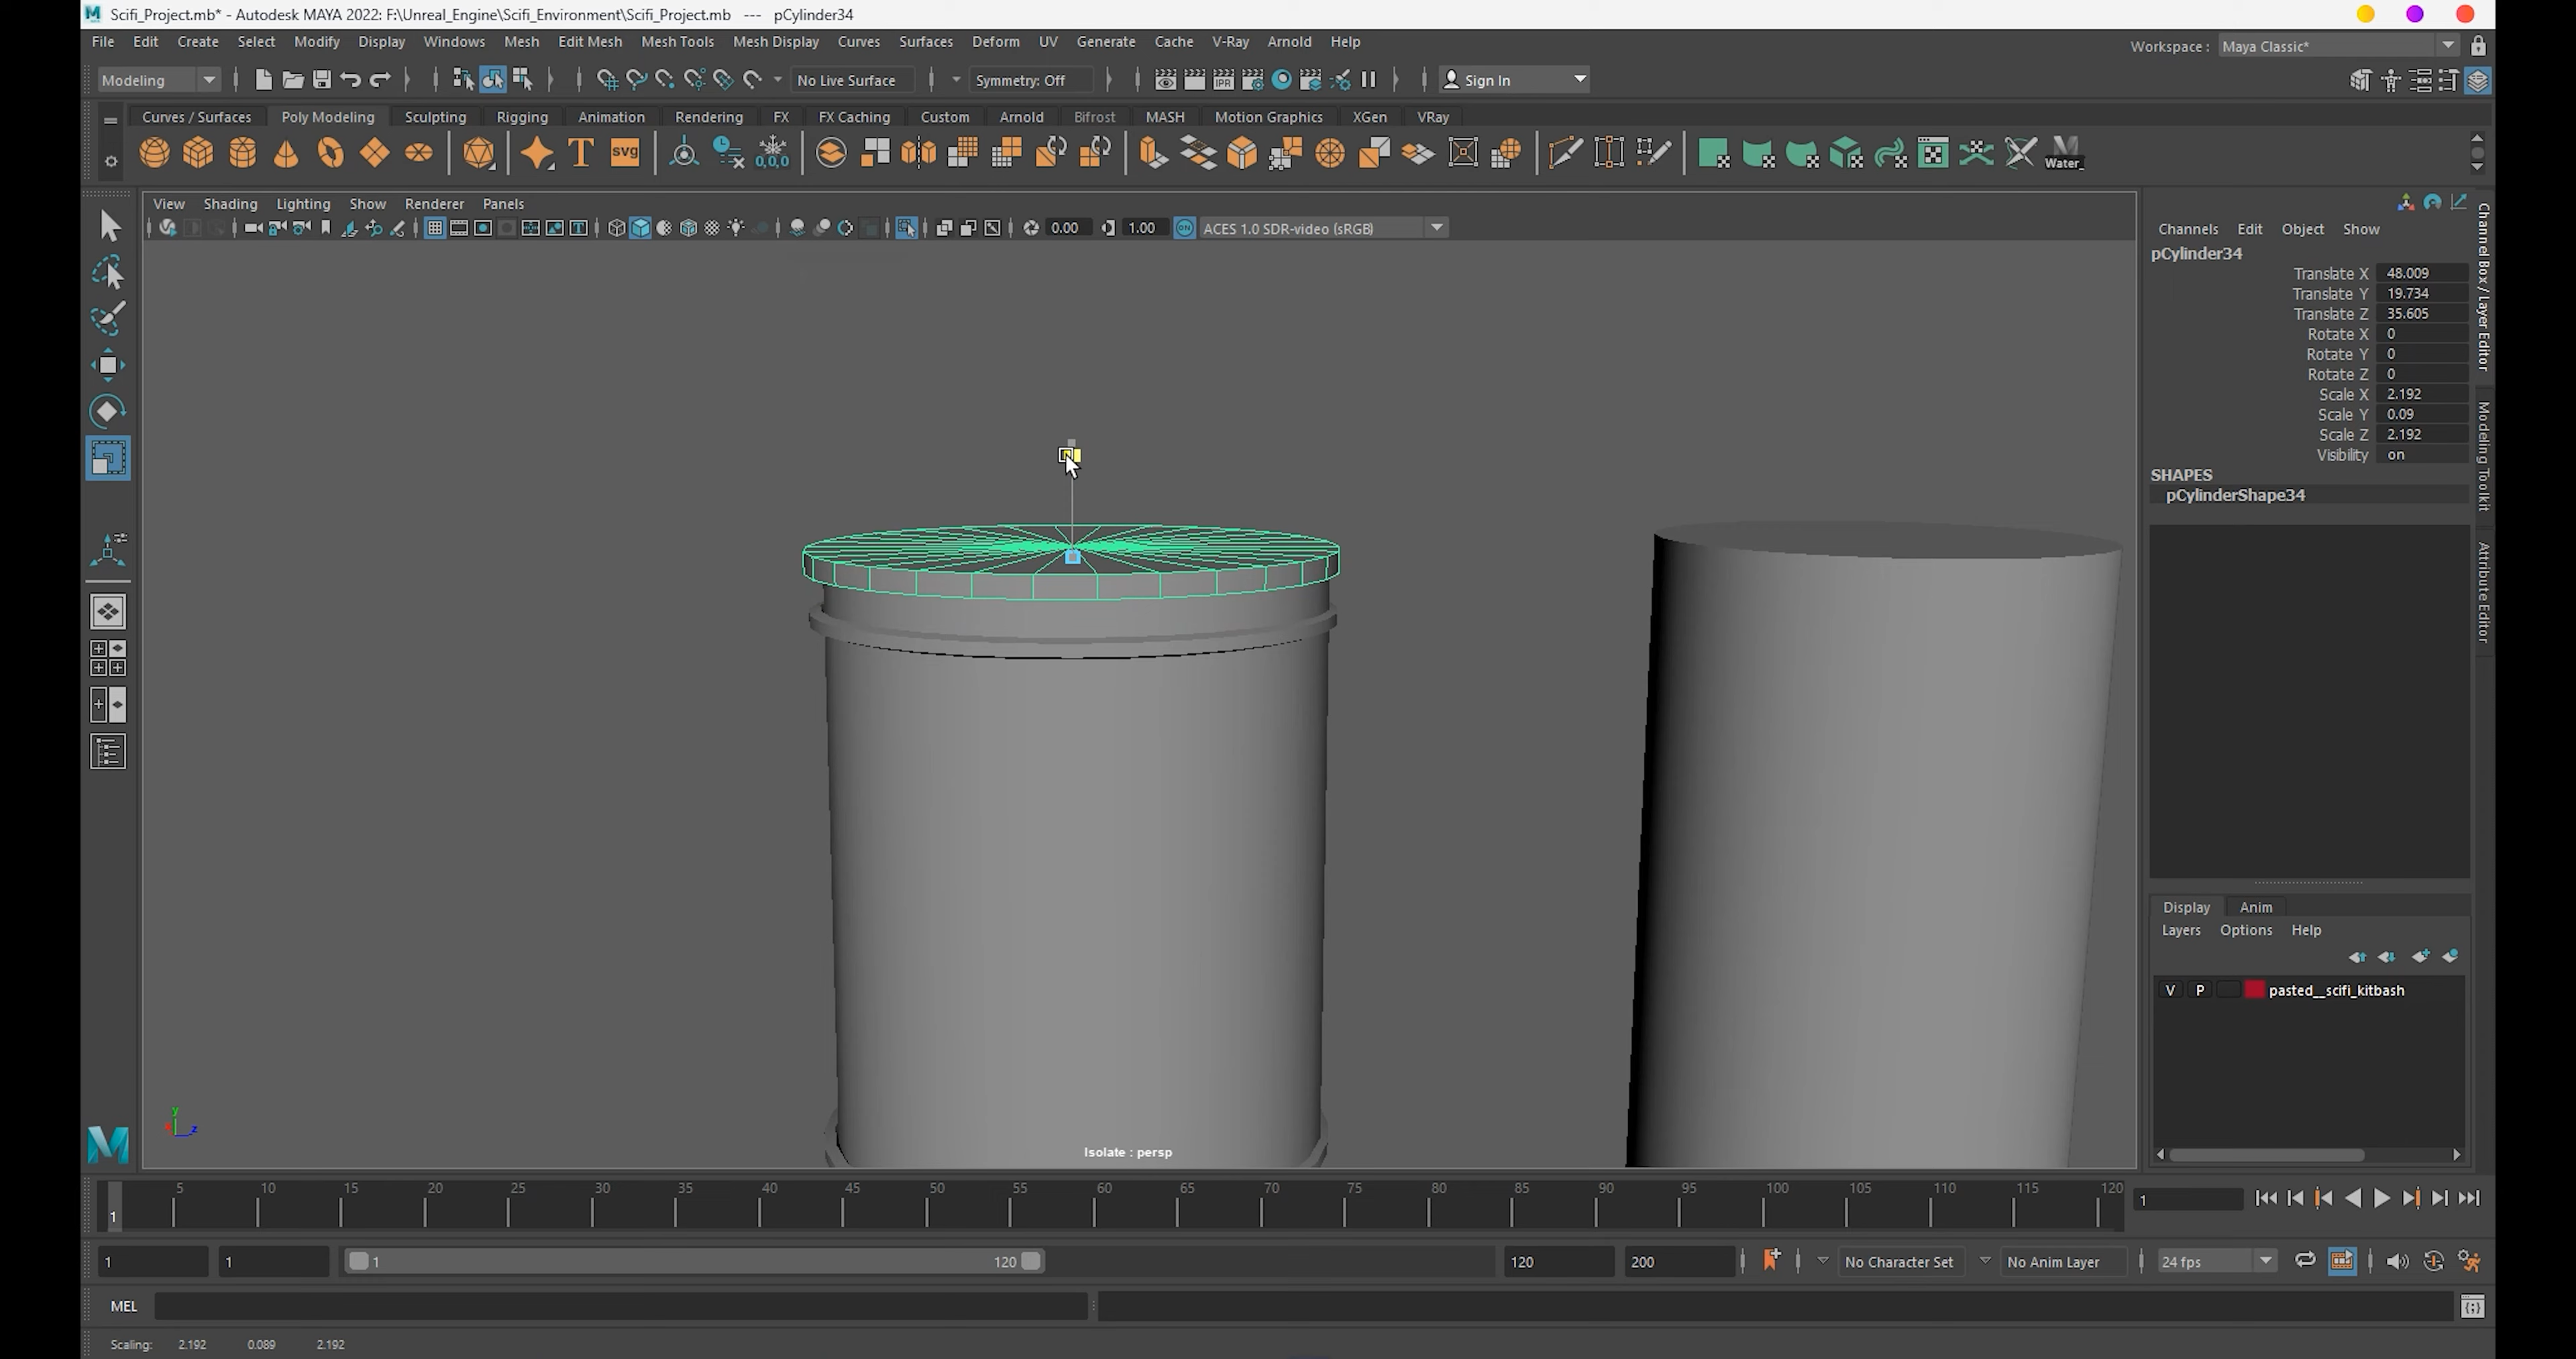 Scifi_Project.mb* - Autodesk MAYA 2022: F:\Unreal_Engine\Scifi_Environment\Scifi_Project.mb --- pCylinder34
File Edit Create Select Modify Display Windows Mesh Edit Mesh Mesh Tools Mesh Display Curves Surfaces Deform UV Generate Cache V-Ray Arnold Help
Workspace : Maya Classic*
Modeling No Live Surface Symmetry: Off IPR Sign In
Curves / Surfaces Poly Modeling Sculpting Rigging Animation Rendering FX FX Caching Custom Arnold Bifrost MASH Motion Graphics XGen VRay
T SVG 0,0,0 Water_
View Shading Lighting Show Renderer Panels
0.00 1.00 ON ACES 1.0 SDR-video (sRGB)
Channels Edit Object Show
pCylinder34
Translate X 48.009
Translate Y 19.734
Translate Z 35.605
Rotate X 0
Rotate Y 0
Rotate Z 0
Scale X 2.192
Scale Y 0.09
Scale Z 2.192
Visibility on
SHAPES
pCylinderShape34
Channel Box / Layer Editor
Modeling Toolkit
Attribute Editor
Display Anim
Layers Options Help
V P pasted__scifi_kitbash
y
x z
Isolate : persp
5 10 15 20 25 30 35 40 45 50 55 60 65 70 75 80 85 90 95 100 105 110 115 120
1 1
1 1 1 120 120 200 No Character Set No Anim Layer 24 fps
MEL
Scaling: 2.192 0.089 2.192